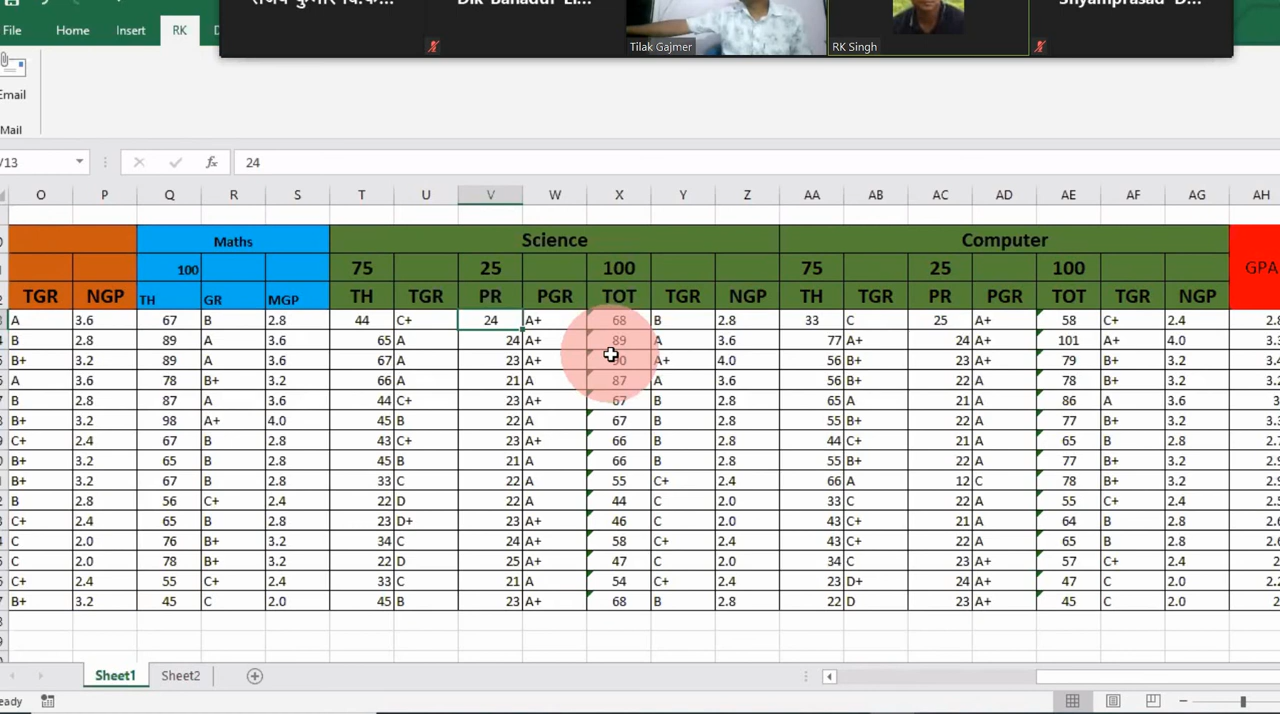 Tilak Gajmer RK Singh
File Home Insert RK
Email
Mail
24
O P Q R S T U V W X Y Z AA AB AC AD AE AF AG AH
Maths Science Computer
100 75 25 100 75 25 100 GPA
TGR NGP TH GR MGP TH TGR PR PGR TOT TGR NGP TH TGR PR PGR TOT TGR NGP
A 3.6 67 B 2.8 44 C+ 24 A+ 68 B 2.8 33 C 25 A+ 58 C+ 2.4
B 2.8 89 A 3.6 65 A 24 A+ 89 A 3.6 77 A+ 24 A+ 101 A+ 4.0
B+ 3.2 89 A 3.6 67 A 23 A+ 90 A+ 4.0 56 B+ 23 A+ 79 B+ 3.2
A 3.6 78 B+ 3.2 66 A 21 A 87 A 3.6 56 B+ 22 A 78 B+ 3.2
B 2.8 87 A 3.6 44 C+ 23 A+ 67 B 2.8 65 A 21 A 86 A 3.6
B+ 3.2 98 A+ 4.0 45 B 22 A 67 B 2.8 55 B+ 22 A 77 B+ 3.2
C+ 2.4 67 B 2.8 43 C+ 23 A+ 66 B 2.8 44 C+ 21 A 65 B 2.8
B+ 3.2 65 B 2.8 45 B 21 A 66 B 2.8 55 B+ 22 A 77 B+ 3.2
B+ 3.2 67 B 2.8 33 C 22 A 55 C+ 2.4 66 A 12 C 78 B+ 3.2
B 2.8 56 C+ 2.4 22 D 22 A 44 C 2.0 33 C 22 A 55 C+ 2.4
C+ 2.4 65 B 2.8 23 D+ 23 A+ 46 C 2.0 43 C+ 21 A 64 B 2.8
C 2.0 76 B+ 3.2 34 C 24 A+ 58 C+ 2.4 43 C+ 22 A 65 B 2.8
C 2.0 78 B+ 3.2 22 D 25 A+ 47 C 2.0 34 C 23 A+ 57 C+ 2.4
C+ 2.4 55 C+ 2.4 33 C 21 A 54 C+ 2.4 23 D+ 24 A+ 47 C 2.0
B+ 3.2 45 C 2.0 45 B 23 A+ 68 B 2.8 22 D 23 A+ 45 C 2.0
Sheet1 Sheet2